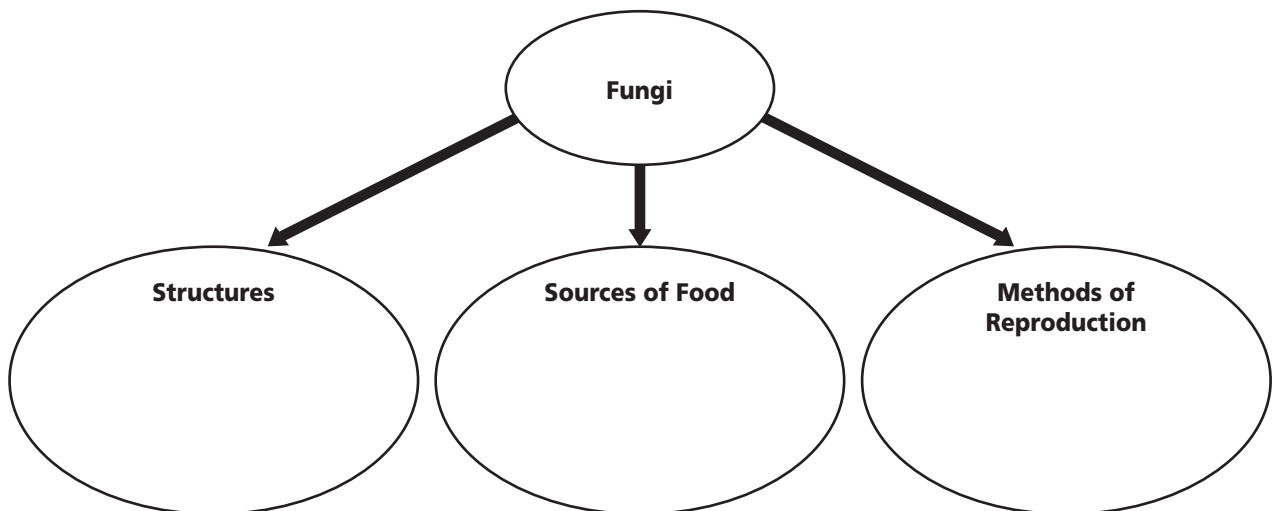 Fungi
Structures
Sources of Food
Methods of
Reproduction